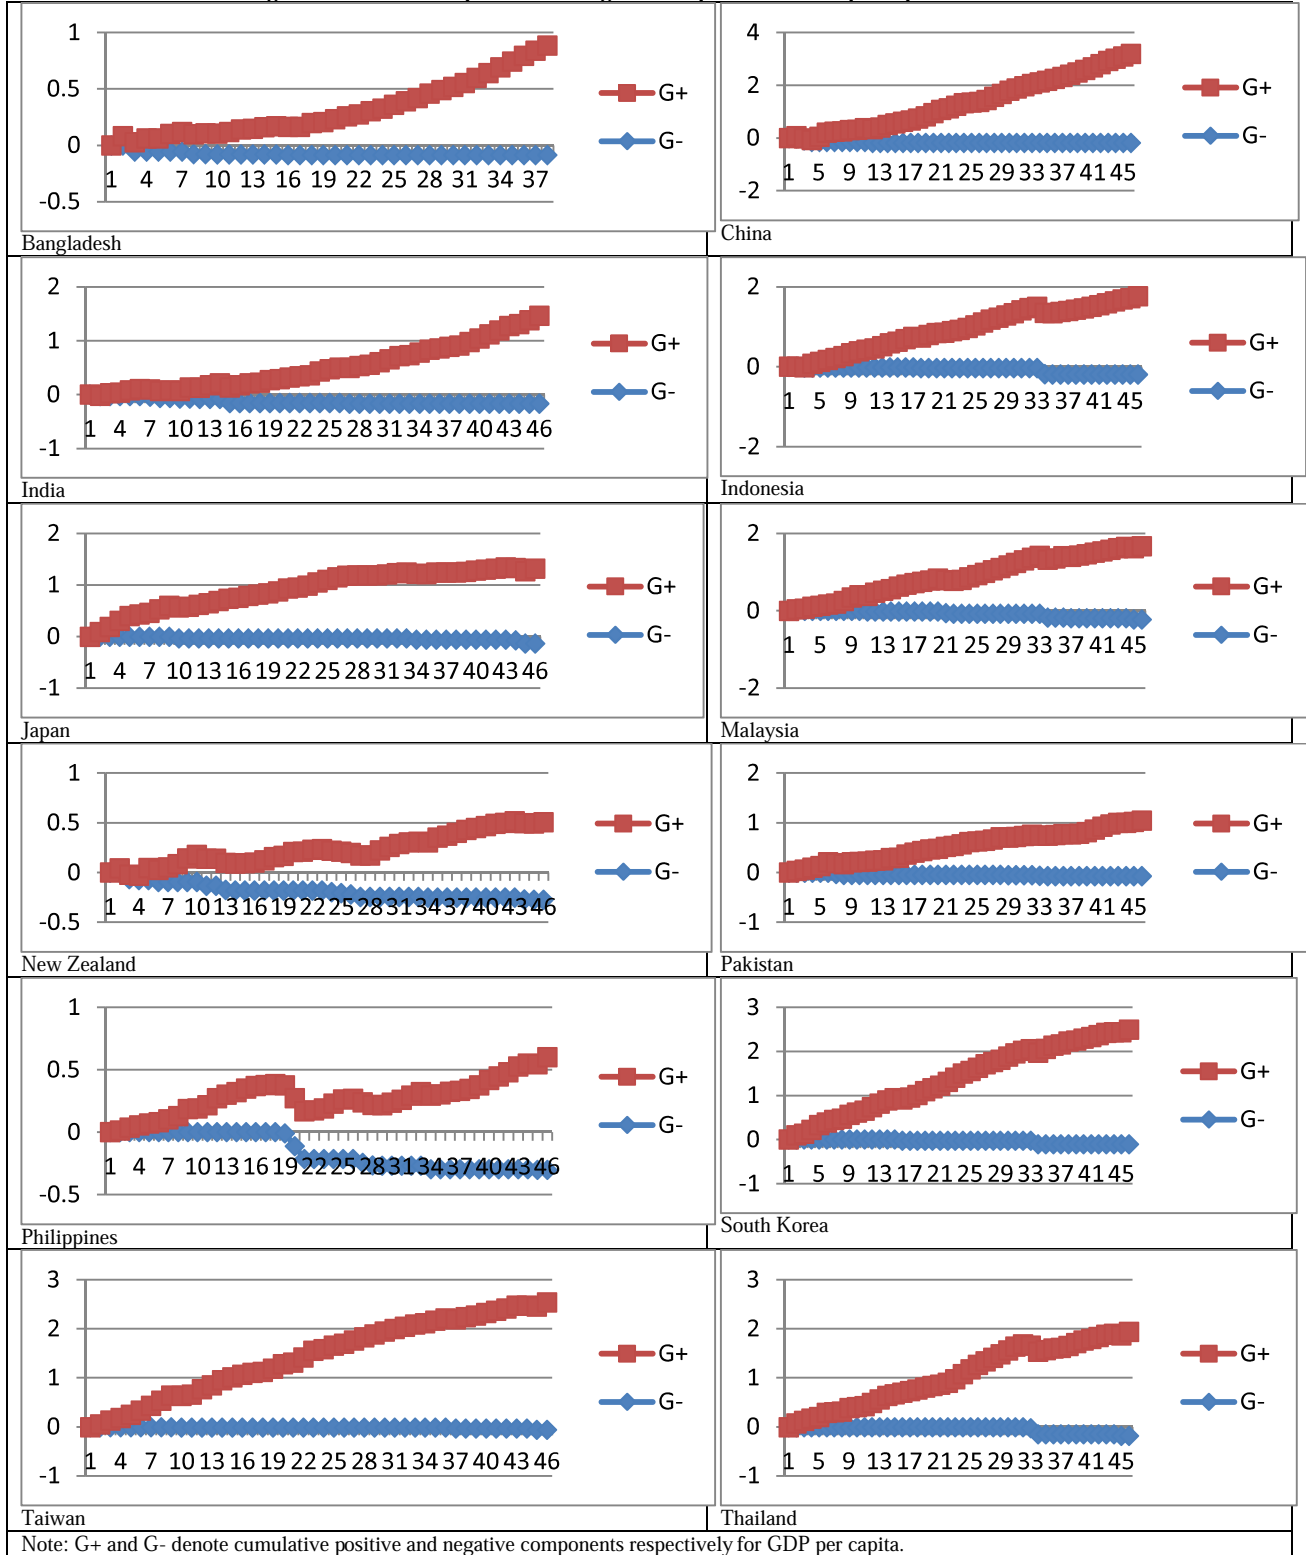 1
0.5
0
-0.5
1 4 7 10 13 16 19 22 25 28 31 34 37
G+
G-
Bangladesh
4
2
0
-2
1 5 9 13 17 21 25 29 33 37 41 45
G+
G-
China
2
1
0
-1
1 4 7 10 13 16 19 22 25 28 31 34 37 40 43 46
G+
G-
India
2
0
-2
1 5 9 13 17 21 25 29 33 37 41 45
G+
G-
Indonesia
2
1
0
-1
1 4 7 10 13 16 19 22 25 28 31 34 37 40 43 46
G+
G-
Japan
2
0
-2
1 5 9 13 17 21 25 29 33 37 41 45
G+
G-
Malaysia
1
0.5
0
-0.5
1 4 7 10 13 16 19 22 25 28 31 34 37 40 43 46
G+
G-
New Zealand
2
1
0
-1
1 5 9 13 17 21 25 29 33 37 41 45
G+
G-
Pakistan
1
0.5
0
-0.5
1 4 7 10 13 16 19 22 25 28 31 34 37 40 43 46
G+
G-
Philippines
3
2
1
0
-1
1 5 9 13 17 21 25 29 33 37 41 45
G+
G-
South Korea
3
2
1
0
-1
1 4 7 10 13 16 19 22 25 28 31 34 37 40 43 46
G+
G-
Taiwan
3
2
1
0
-1
1 5 9 13 17 21 25 29 33 37 41 45
G+
G-
Thailand
Note: G+ and G- denote cumulative positive and negative components respectively for GDP per capita.